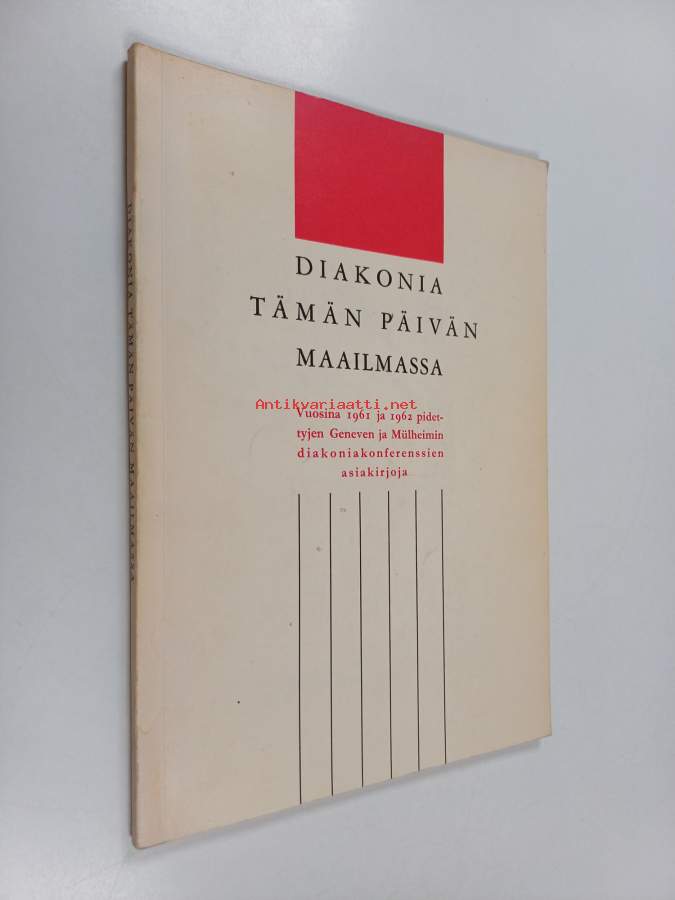 DIAKONIA
TÄMÄN PÄIVÄN
MAAILMASSA
Antikvariaatti.net
Vuosina 1961 ja 1962 pidet-
tyjen Geneven ja Mülheimin
diakoniakonferenssien
asiakirjoja
DIAKONIA TÄMÄN PÄIVÄN MAAILMASSA